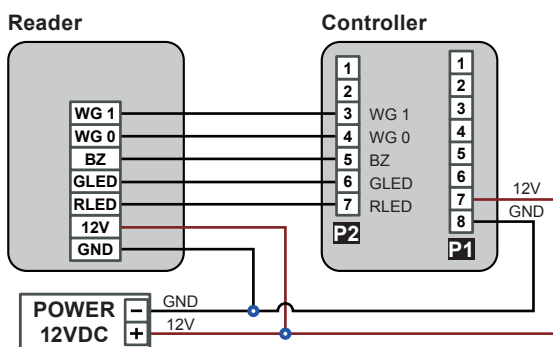 Reader
Controller
WG 1
WG 0
BZ
GLED
RLED
12V
GND
1
2
3 WG 1
4 WG 0
5 BZ
6 GLED
7 RLED
P2
1
2
3
4
5
6
7
8
P1
12V
GND
POWER
12VDC
−
+
GND
12V